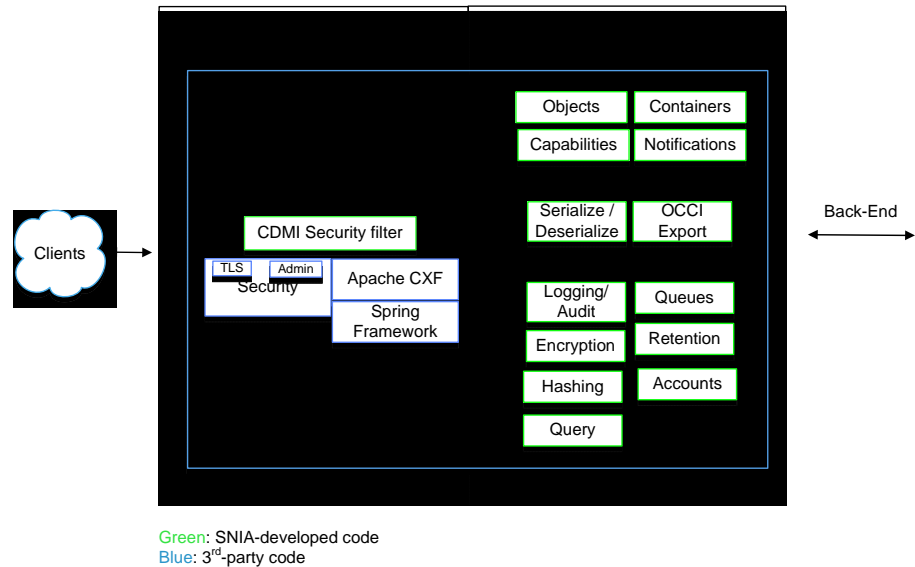 Objects
Containers
Capabilities
Notifications
Serialize /
Deserialize
OCCI
Export
Back-End
Clients
CDMI Security filter
TLS
Admin
Security
Apache CXF
Spring
Framework
Logging/
Audit
Queues
Encryption
Retention
Hashing
Accounts
Query
Green: SNIA-developed code
Blue: 3rd-party code